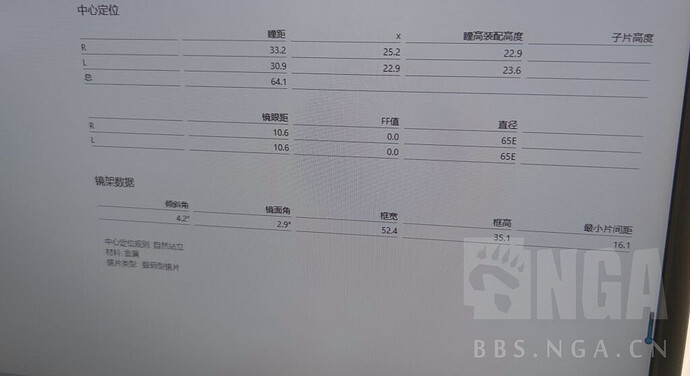 中心定位
瞳距 x 瞳高装配高度 子片高度
R 33.2 25.2 22.9
L 30.9 22.9 23.6
总 64.1
镜眼距 FF值 直径
R 10.6 0.0 65E
L 10.6 0.0 65E
镜架数据
倾斜角 镜面角 框宽 框高 最小片间距
4.2° 2.9° 52.4 35.1 16.1
中心定位规则: 自然站立
材料: 金属
镜片类型: 数码型镜片
NGA
BBS.NGA.CN